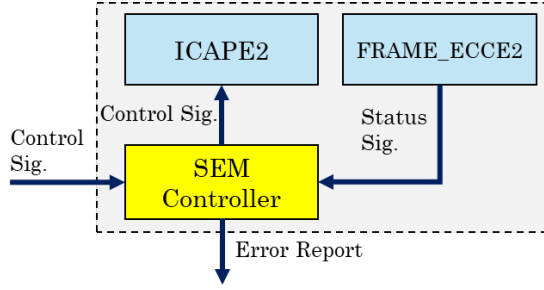 ICAPE2
FRAME_ECCE2
Control Sig.
Status
Sig.
Control
Sig.
SEM
Controller
Error Report